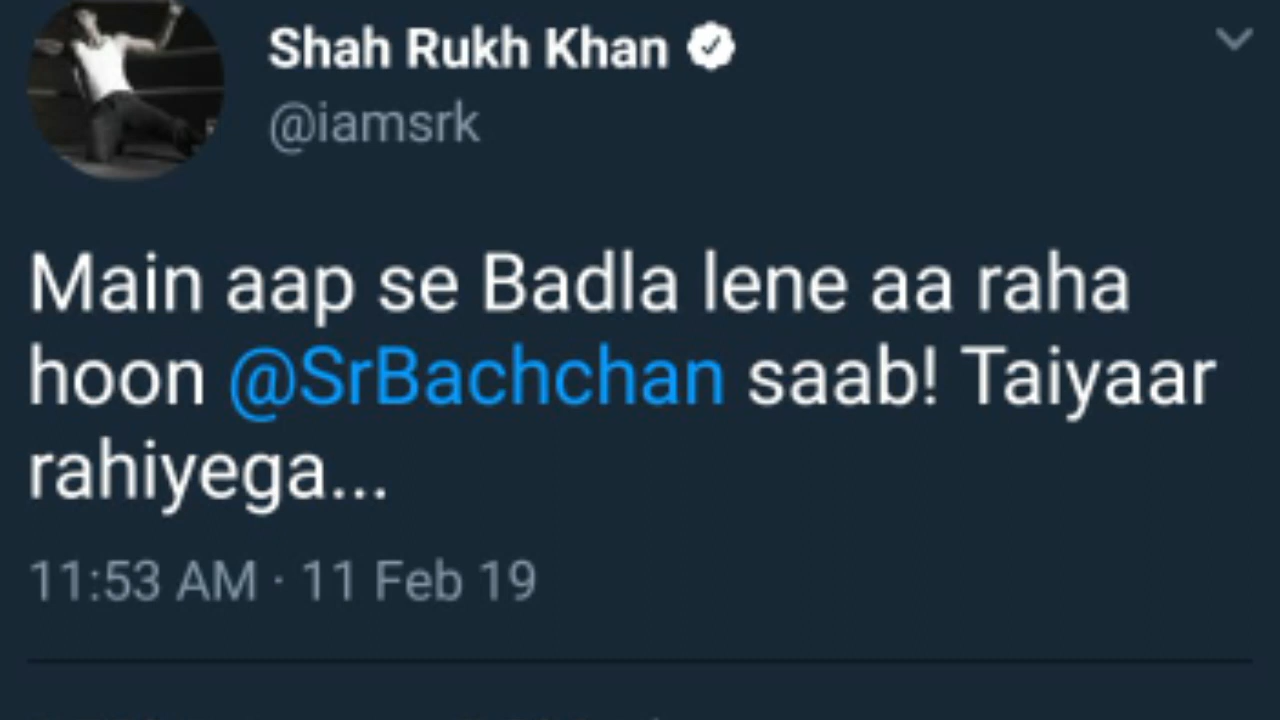 Shah Rukh Khan
@iamsrk
Main aap se Badla lene aa raha
hoon @SrBachchan saab! Taiyaar
rahiyega...
11:53 AM · 11 Feb 19